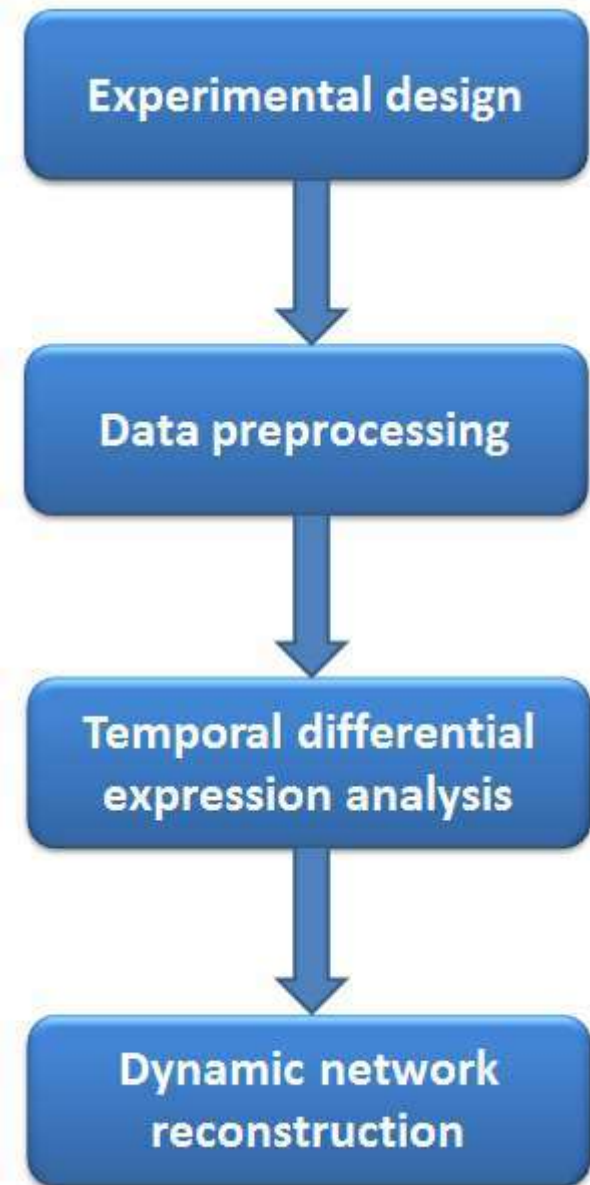 Experimental design
Data preprocessing
Temporal differential
expression analysis
Dynamic network
reconstruction